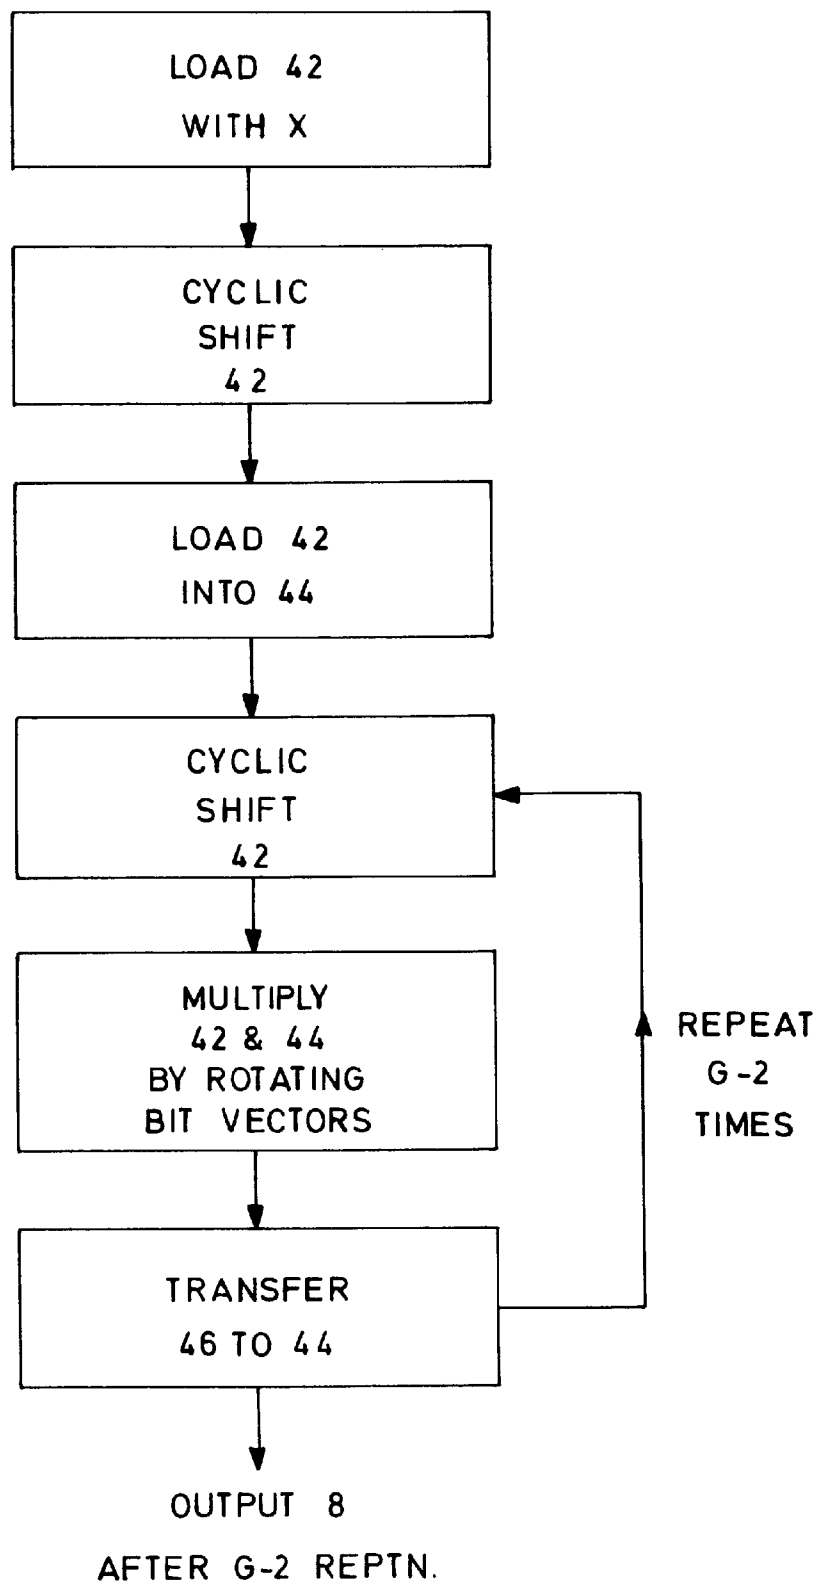 LOAD 42
WITH X
CYCLIC
SHIFT
42
LOAD 42
INTO 44
CYCLIC
SHIFT
42
MULTIPLY
42 & 44
BY ROTATING
BIT VECTORS
REPEAT
G-2
TIMES
TRANSFER
46 TO 44
OUTPUT 8
AFTER G-2 REPTN.